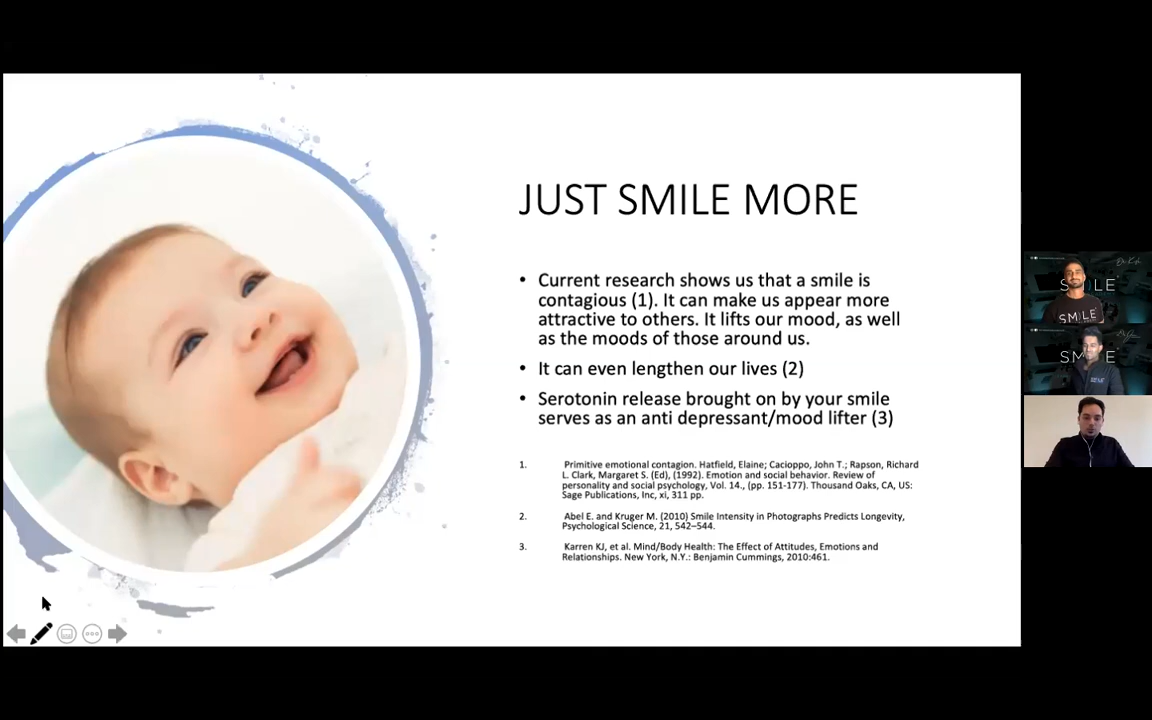 JUST SMILE MORE
• Current research shows us that a smile is
contagious (1). It can make us appear more
attractive to others. It lifts our mood, as well
as the moods of those around us.
• It can even lengthen our lives (2)
• Serotonin release brought on by your smile
serves as an anti depressant/mood lifter (3)
1. Primitive emotional contagion. Hatfield, Elaine; Cacioppo, John T.; Rapson, Richard
L. Clark, Margaret S. (Ed), (1992). Emotion and social behavior. Review of
personality and social psychology, Vol. 14., (pp. 151-177). Thousand Oaks, CA, US:
Sage Publications, Inc, xi, 311 pp.
2. Abel E. and Kruger M. (2010) Smile Intensity in Photographs Predicts Longevity,
Psychological Science, 21, 542–544.
3. Karren KJ, et al. Mind/Body Health: The Effect of Attitudes, Emotions and
Relationships. New York, N.Y.: Benjamin Cummings, 2010:461.
SMILE